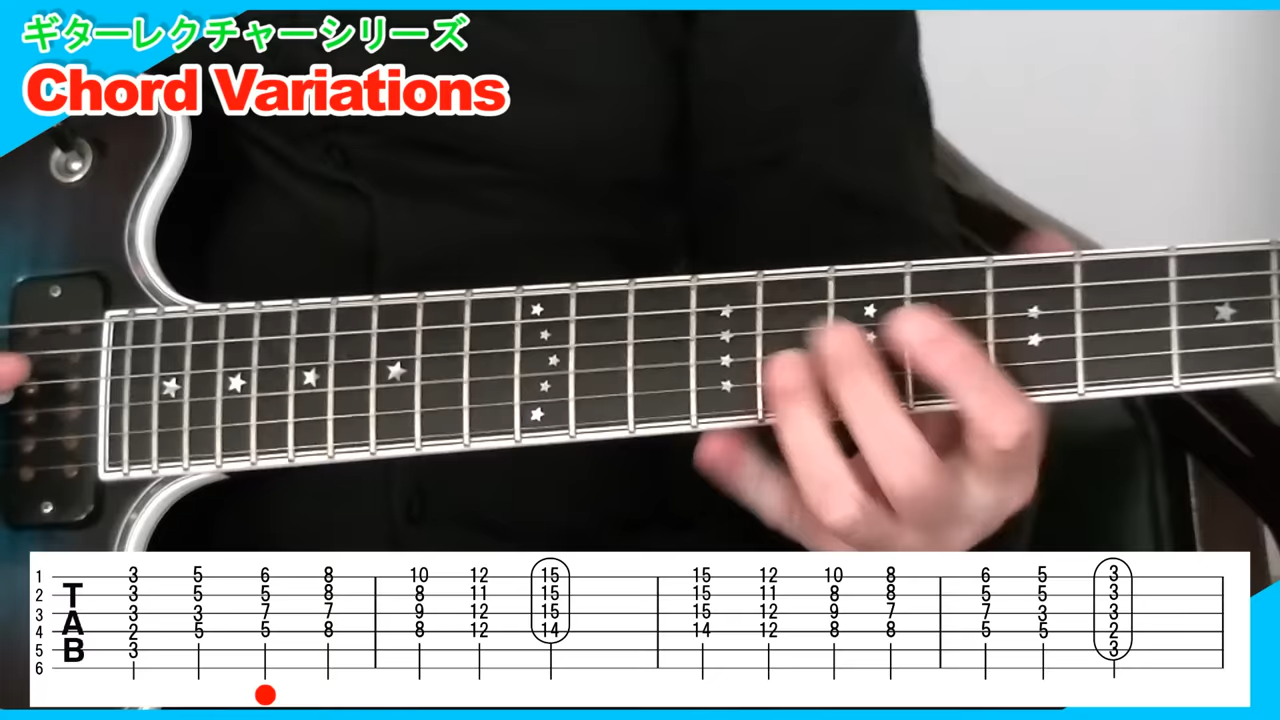 ギターレクチャーシリーズ
Chord Variations
1 3 5 6 8 10 12 15 15 12 10 8 6 5 3
2 3 5 5 8 8 11 15 15 11 8 8 5 5 3
3 3 3 7 7 9 12 15 15 12 9 7 7 3 3
4 2 5 5 8 8 12 14 14 12 8 8 5 5 2
5 3 3
6
TAB